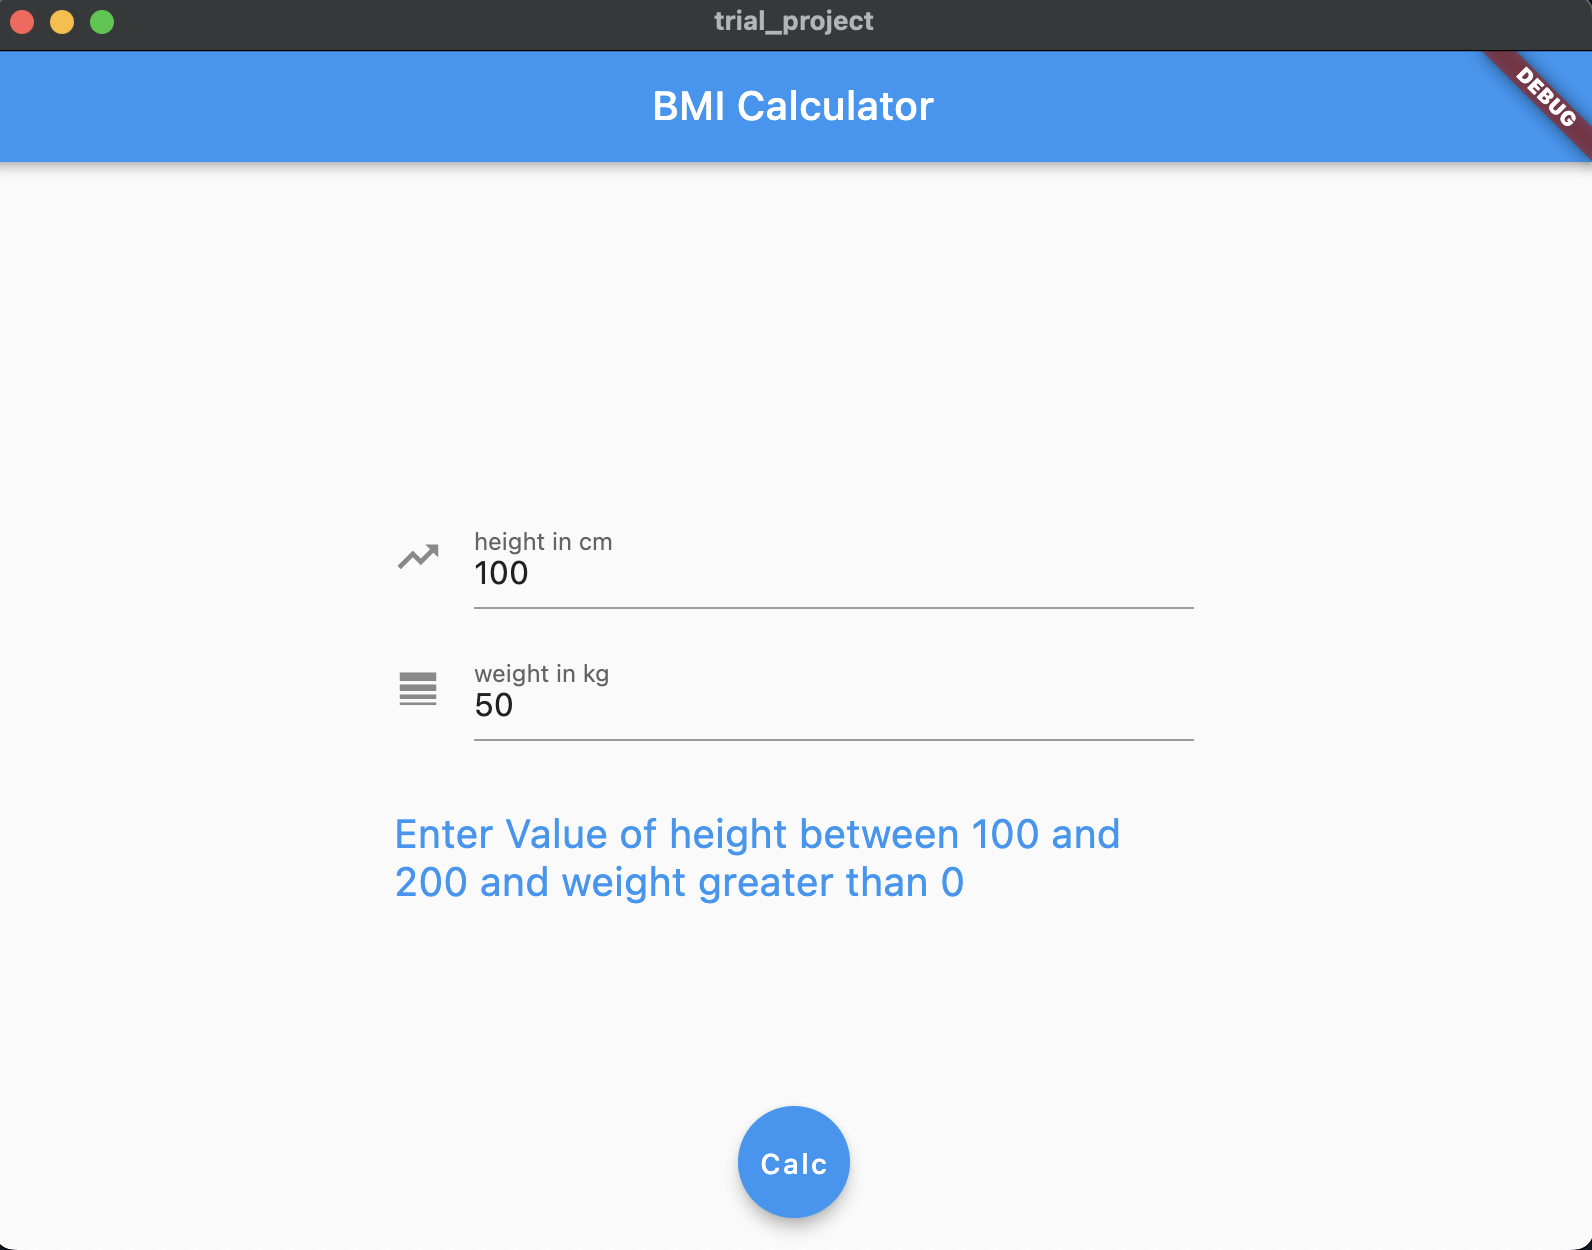 trial_project
BMI Calculator
DEBUG
height in cm
100
weight in kg
50
Enter Value of height between 100 and
200 and weight greater than 0
Calc